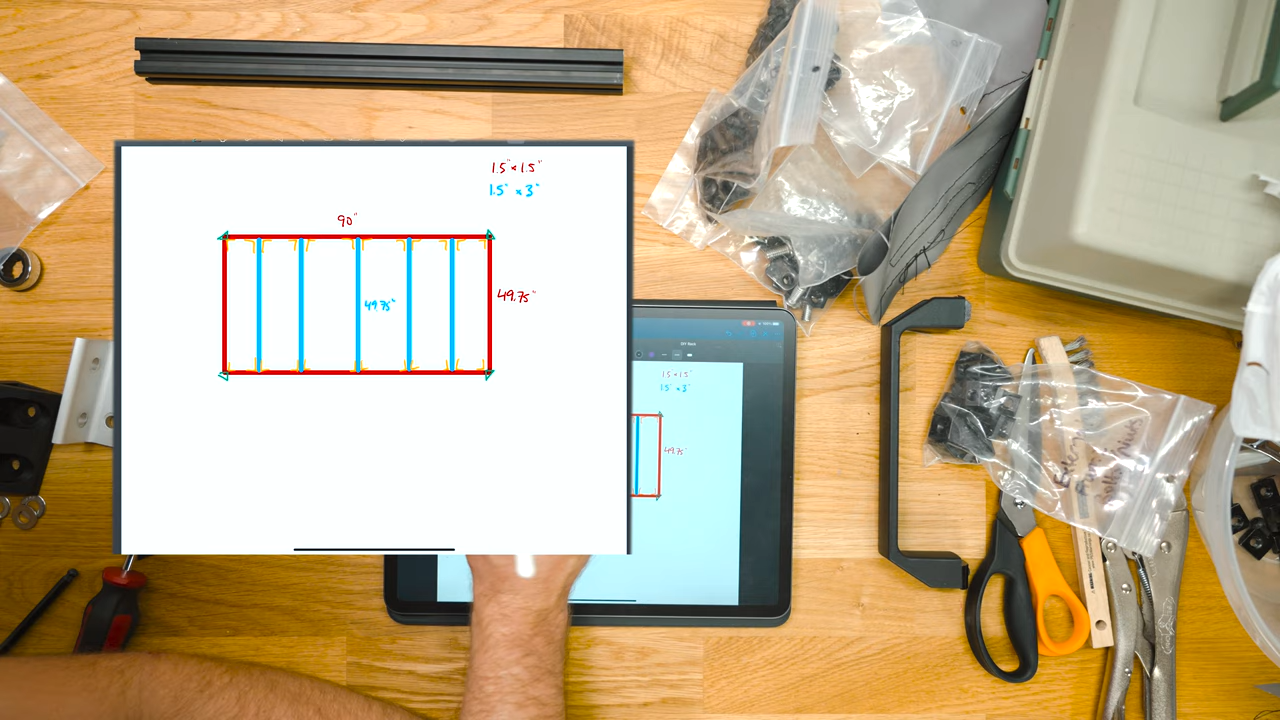 1.5" × 1.5"
1.5" × 3"
90"
49.75"
49.75"
1.5 × 1.5"
1.5" × 3"
49.75"